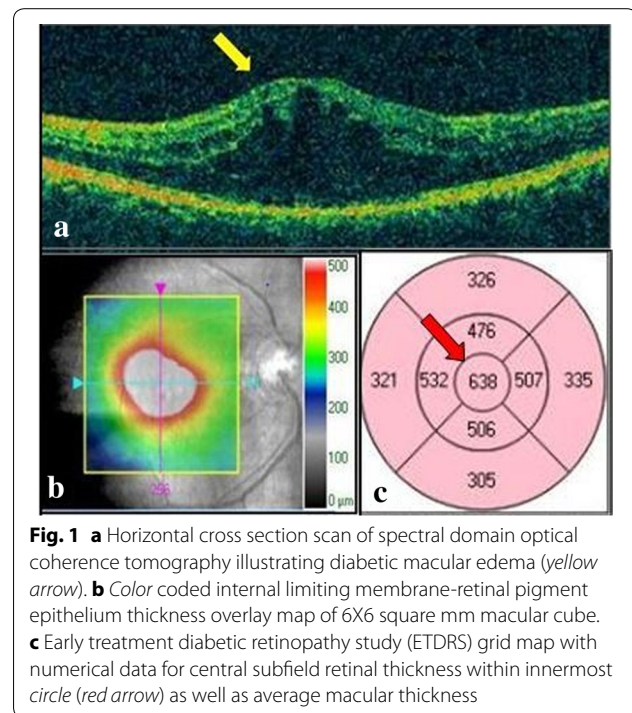 a
500
400
300
200
100
0 µm
256
b
326
476
321
532
638
507
335
506
305
c
Fig. 1 a Horizontal cross section scan of spectral domain optical
coherence tomography illustrating diabetic macular edema (yellow
arrow). b Color coded internal limiting membrane-retinal pigment
epithelium thickness overlay map of 6X6 square mm macular cube.
c Early treatment diabetic retinopathy study (ETDRS) grid map with
numerical data for central subfield retinal thickness within innermost
circle (red arrow) as well as average macular thickness